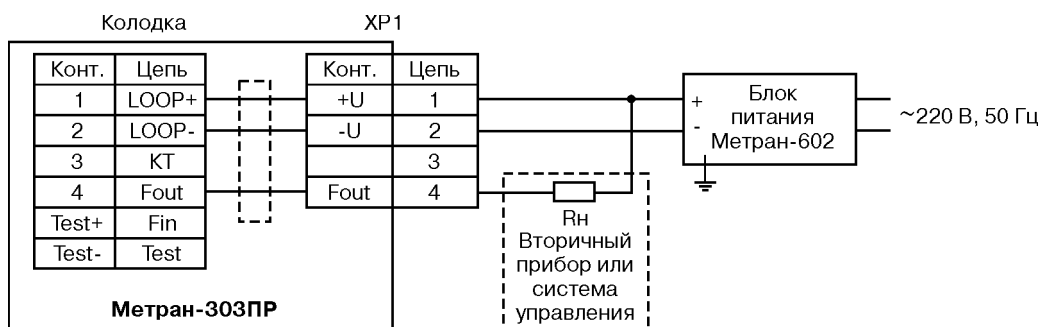 Колодка XP1
Конт. Цепь Конт. Цепь
1 LOOP+ +U 1
2 LOOP- -U 2
3 КТ 3
4 Fout Fout 4
Test+ Fin
Test- Test
Метран-303ПР
+
-
Блок
питания
Метран-602
~220 В, 50 Гц
Rн
Вторичный
прибор или
система
управления